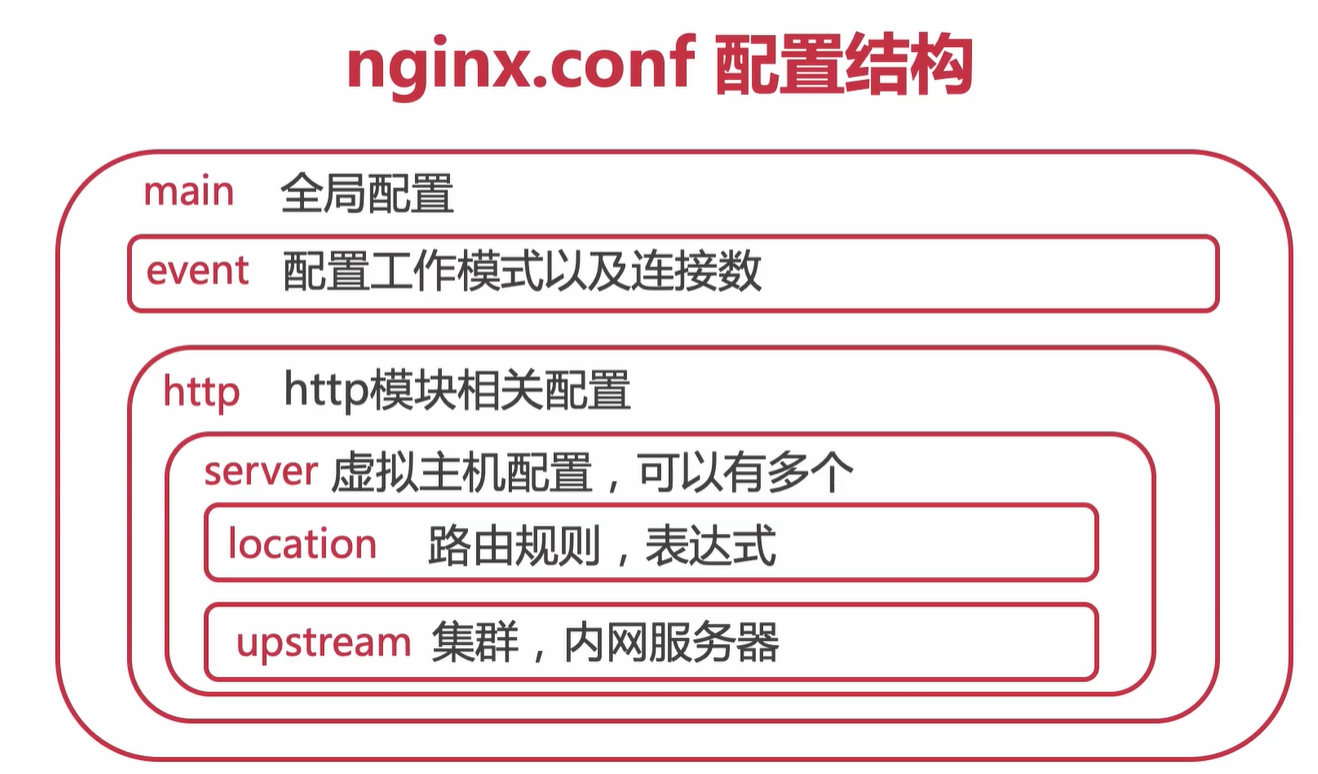 nginx.conf 配置结构
main 全局配置
event 配置工作模式以及连接数
http http模块相关配置
server 虚拟主机配置，可以有多个
location 路由规则，表达式
upstream 集群，内网服务器